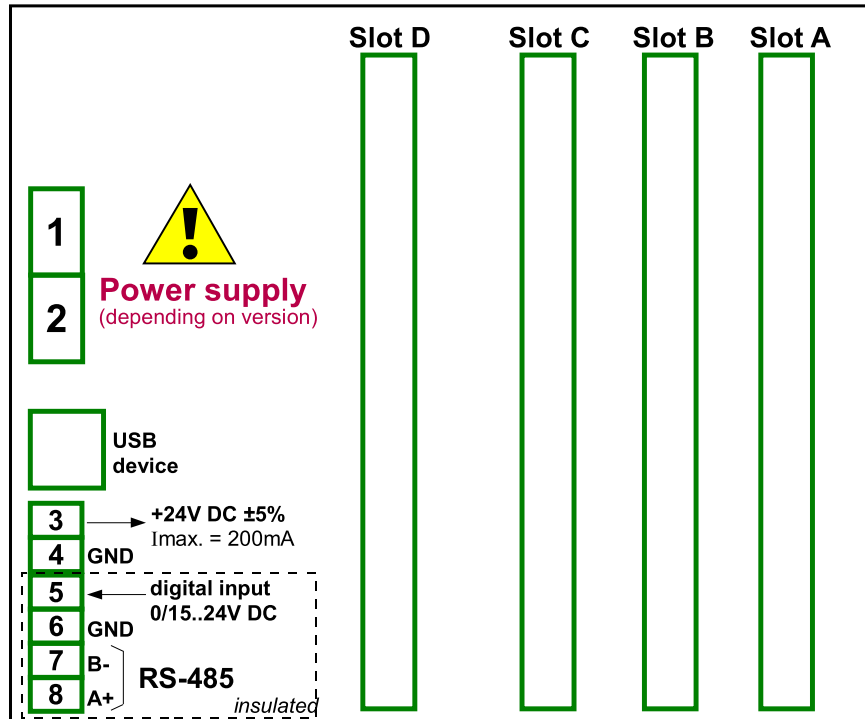 Slot D Slot C Slot B Slot A
1
!
Power supply
2
(depending on version)
USB
device
3 +24V DC ±5%
Imax. = 200mA
4 GND
5 digital input
0/15..24V DC
6 GND
7 B-
RS-485
8 A+
insulated